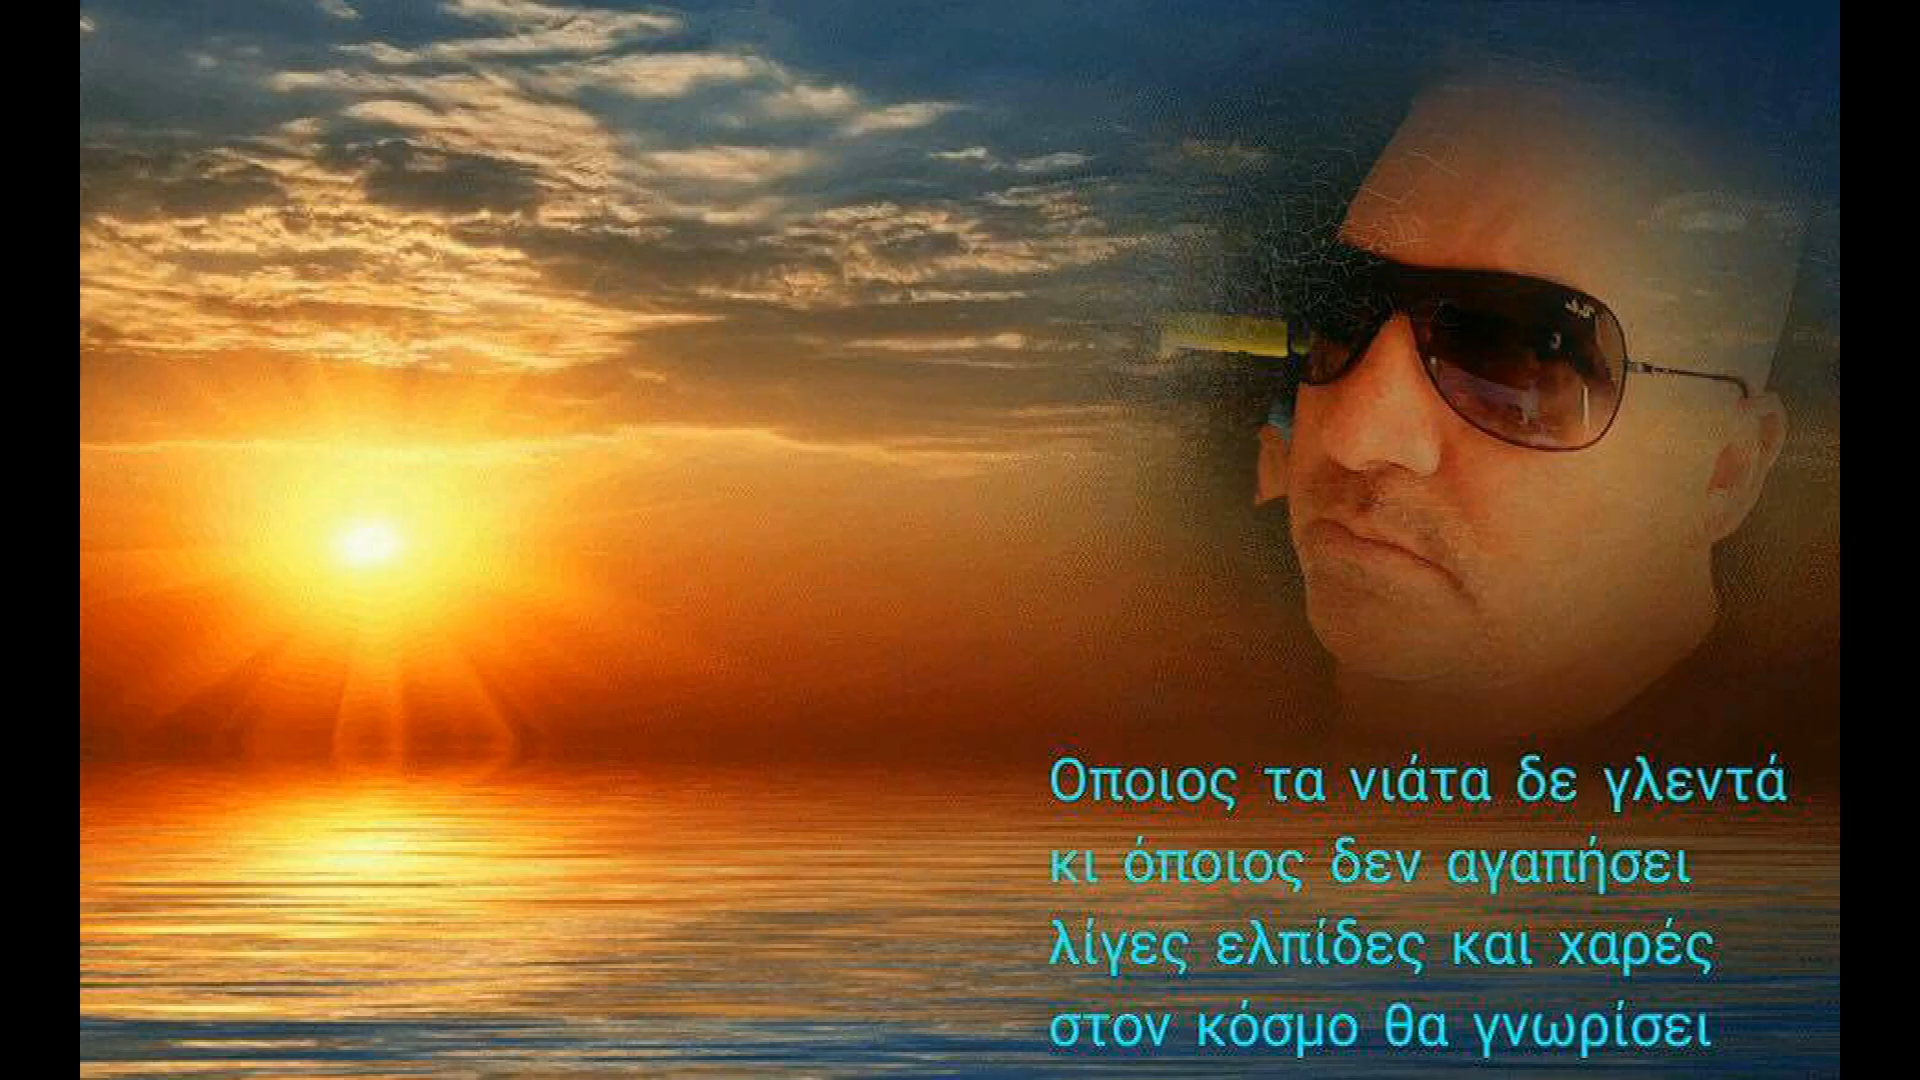 Οποιος τα νιάτα δε γλεντά
κι όποιος δεν αγαπήσει
λίγες ελπίδες και χαρές
στον κόσμο θα γνωρίσει